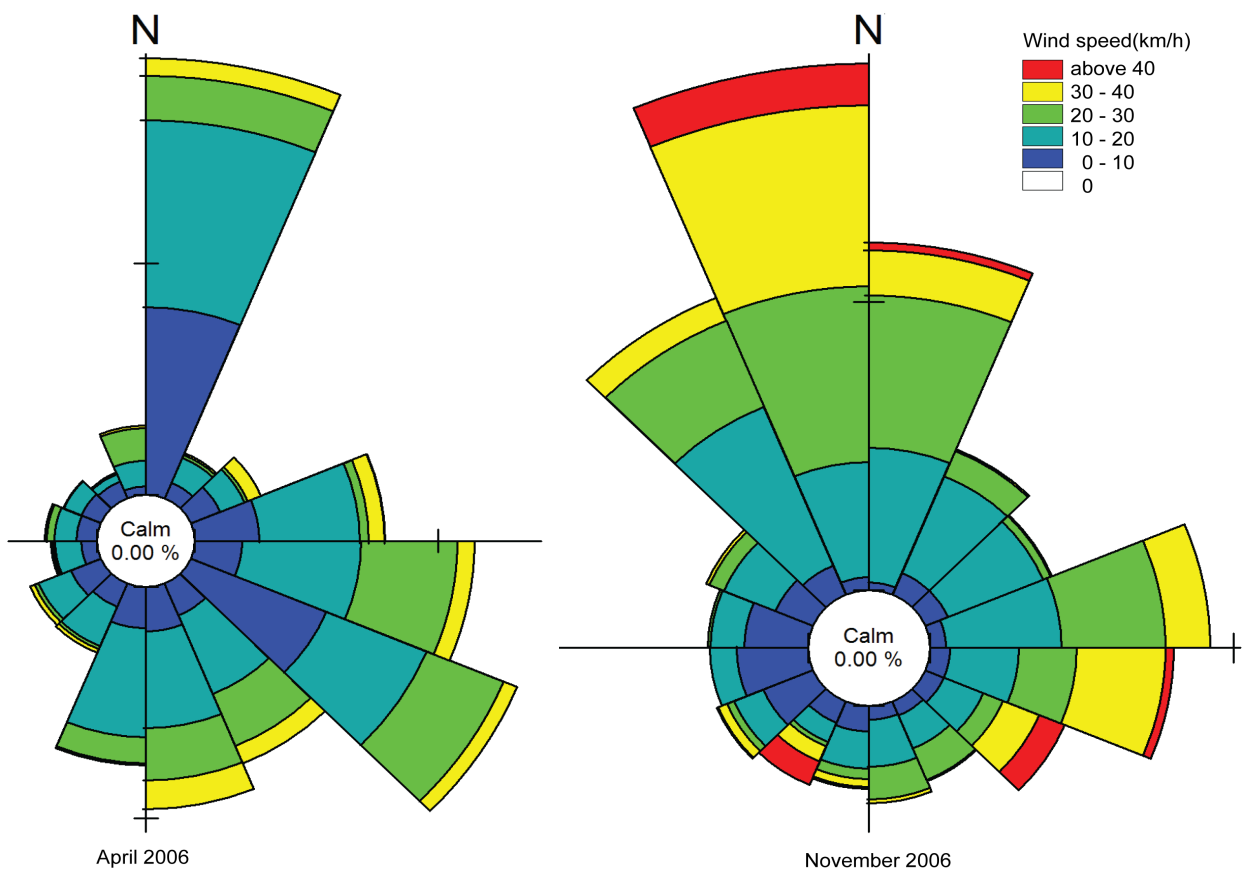 N
N
Wind speed(km/h)
above 40
30 - 40
20 - 30
10 - 20
0 - 10
0
Calm
0.00 %
Calm
0.00 %
April 2006
November 2006